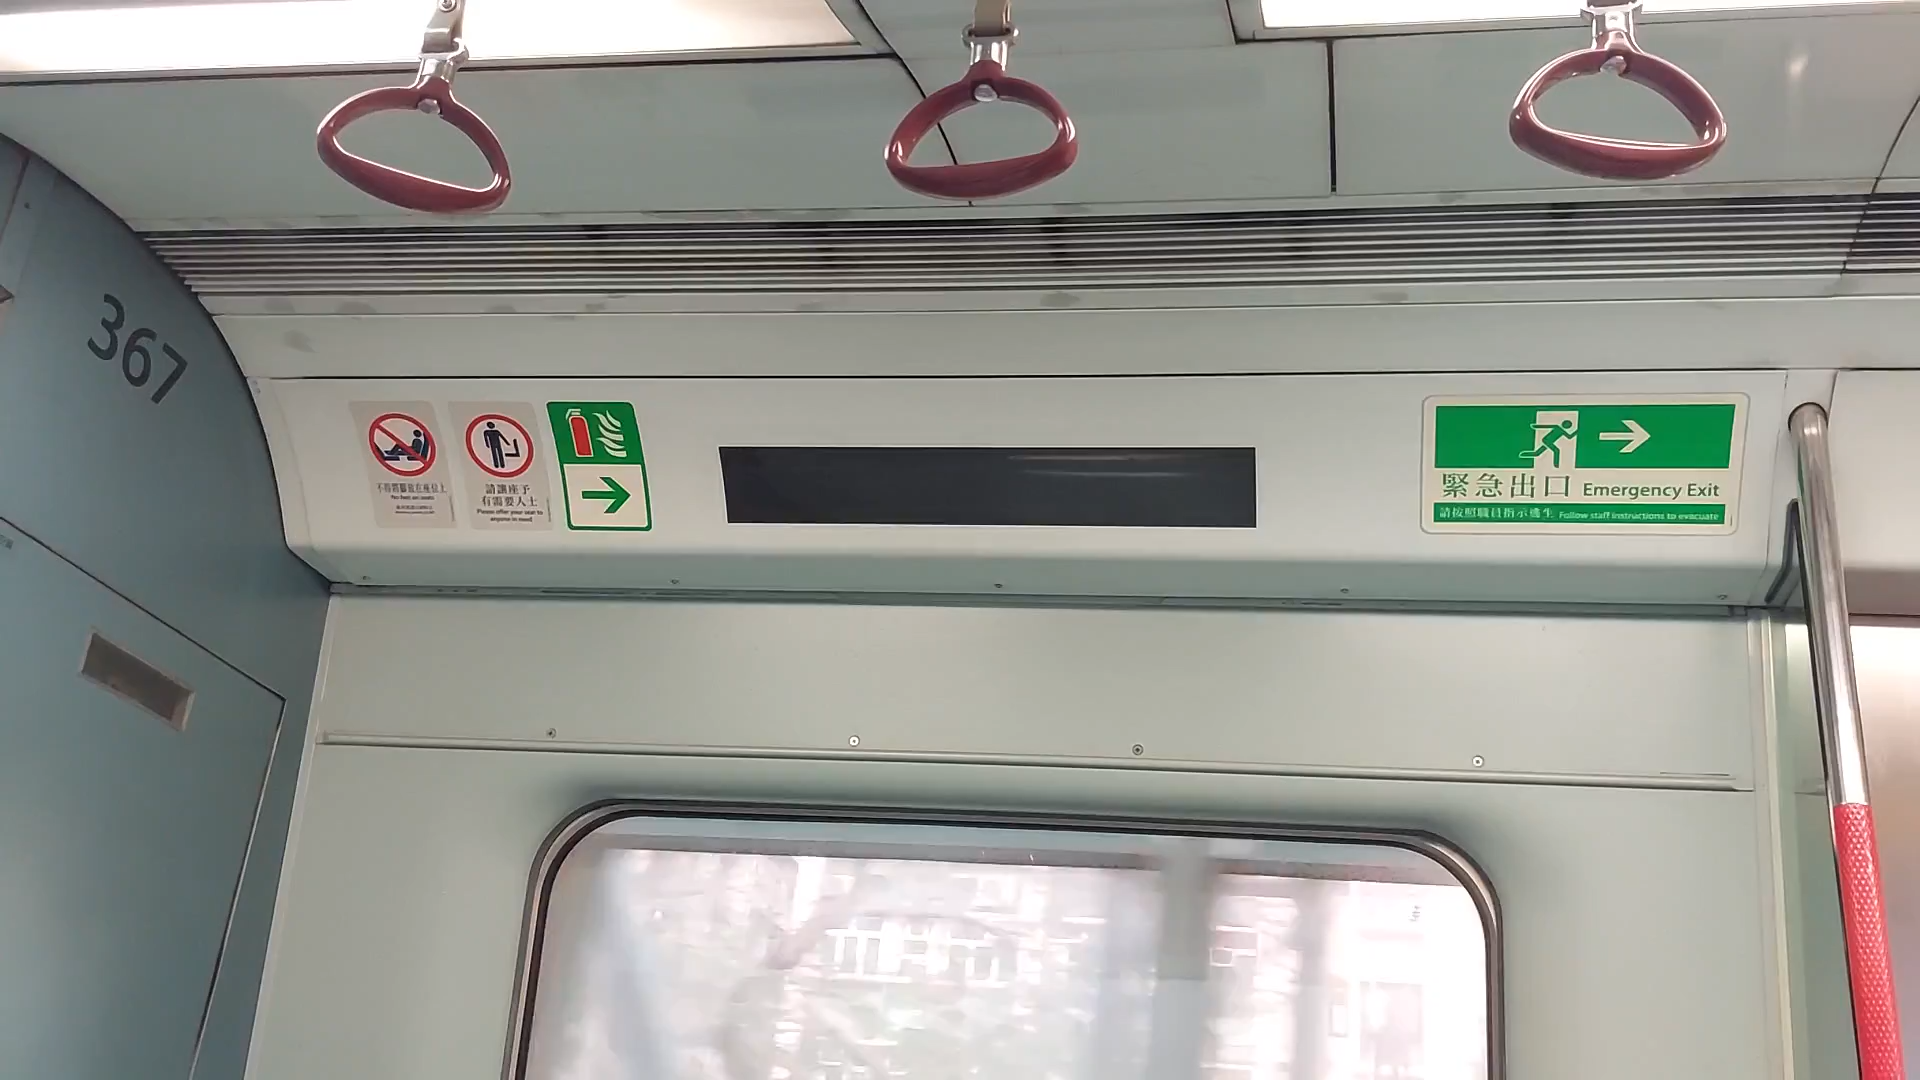 367
不得將腳放在座位上
No feet on seats
請讓座予
有需要人士
Please offer your seat to
anyone in need
緊急出口 Emergency Exit
請按照職員指示逃生 Follow staff instructions to evacuate